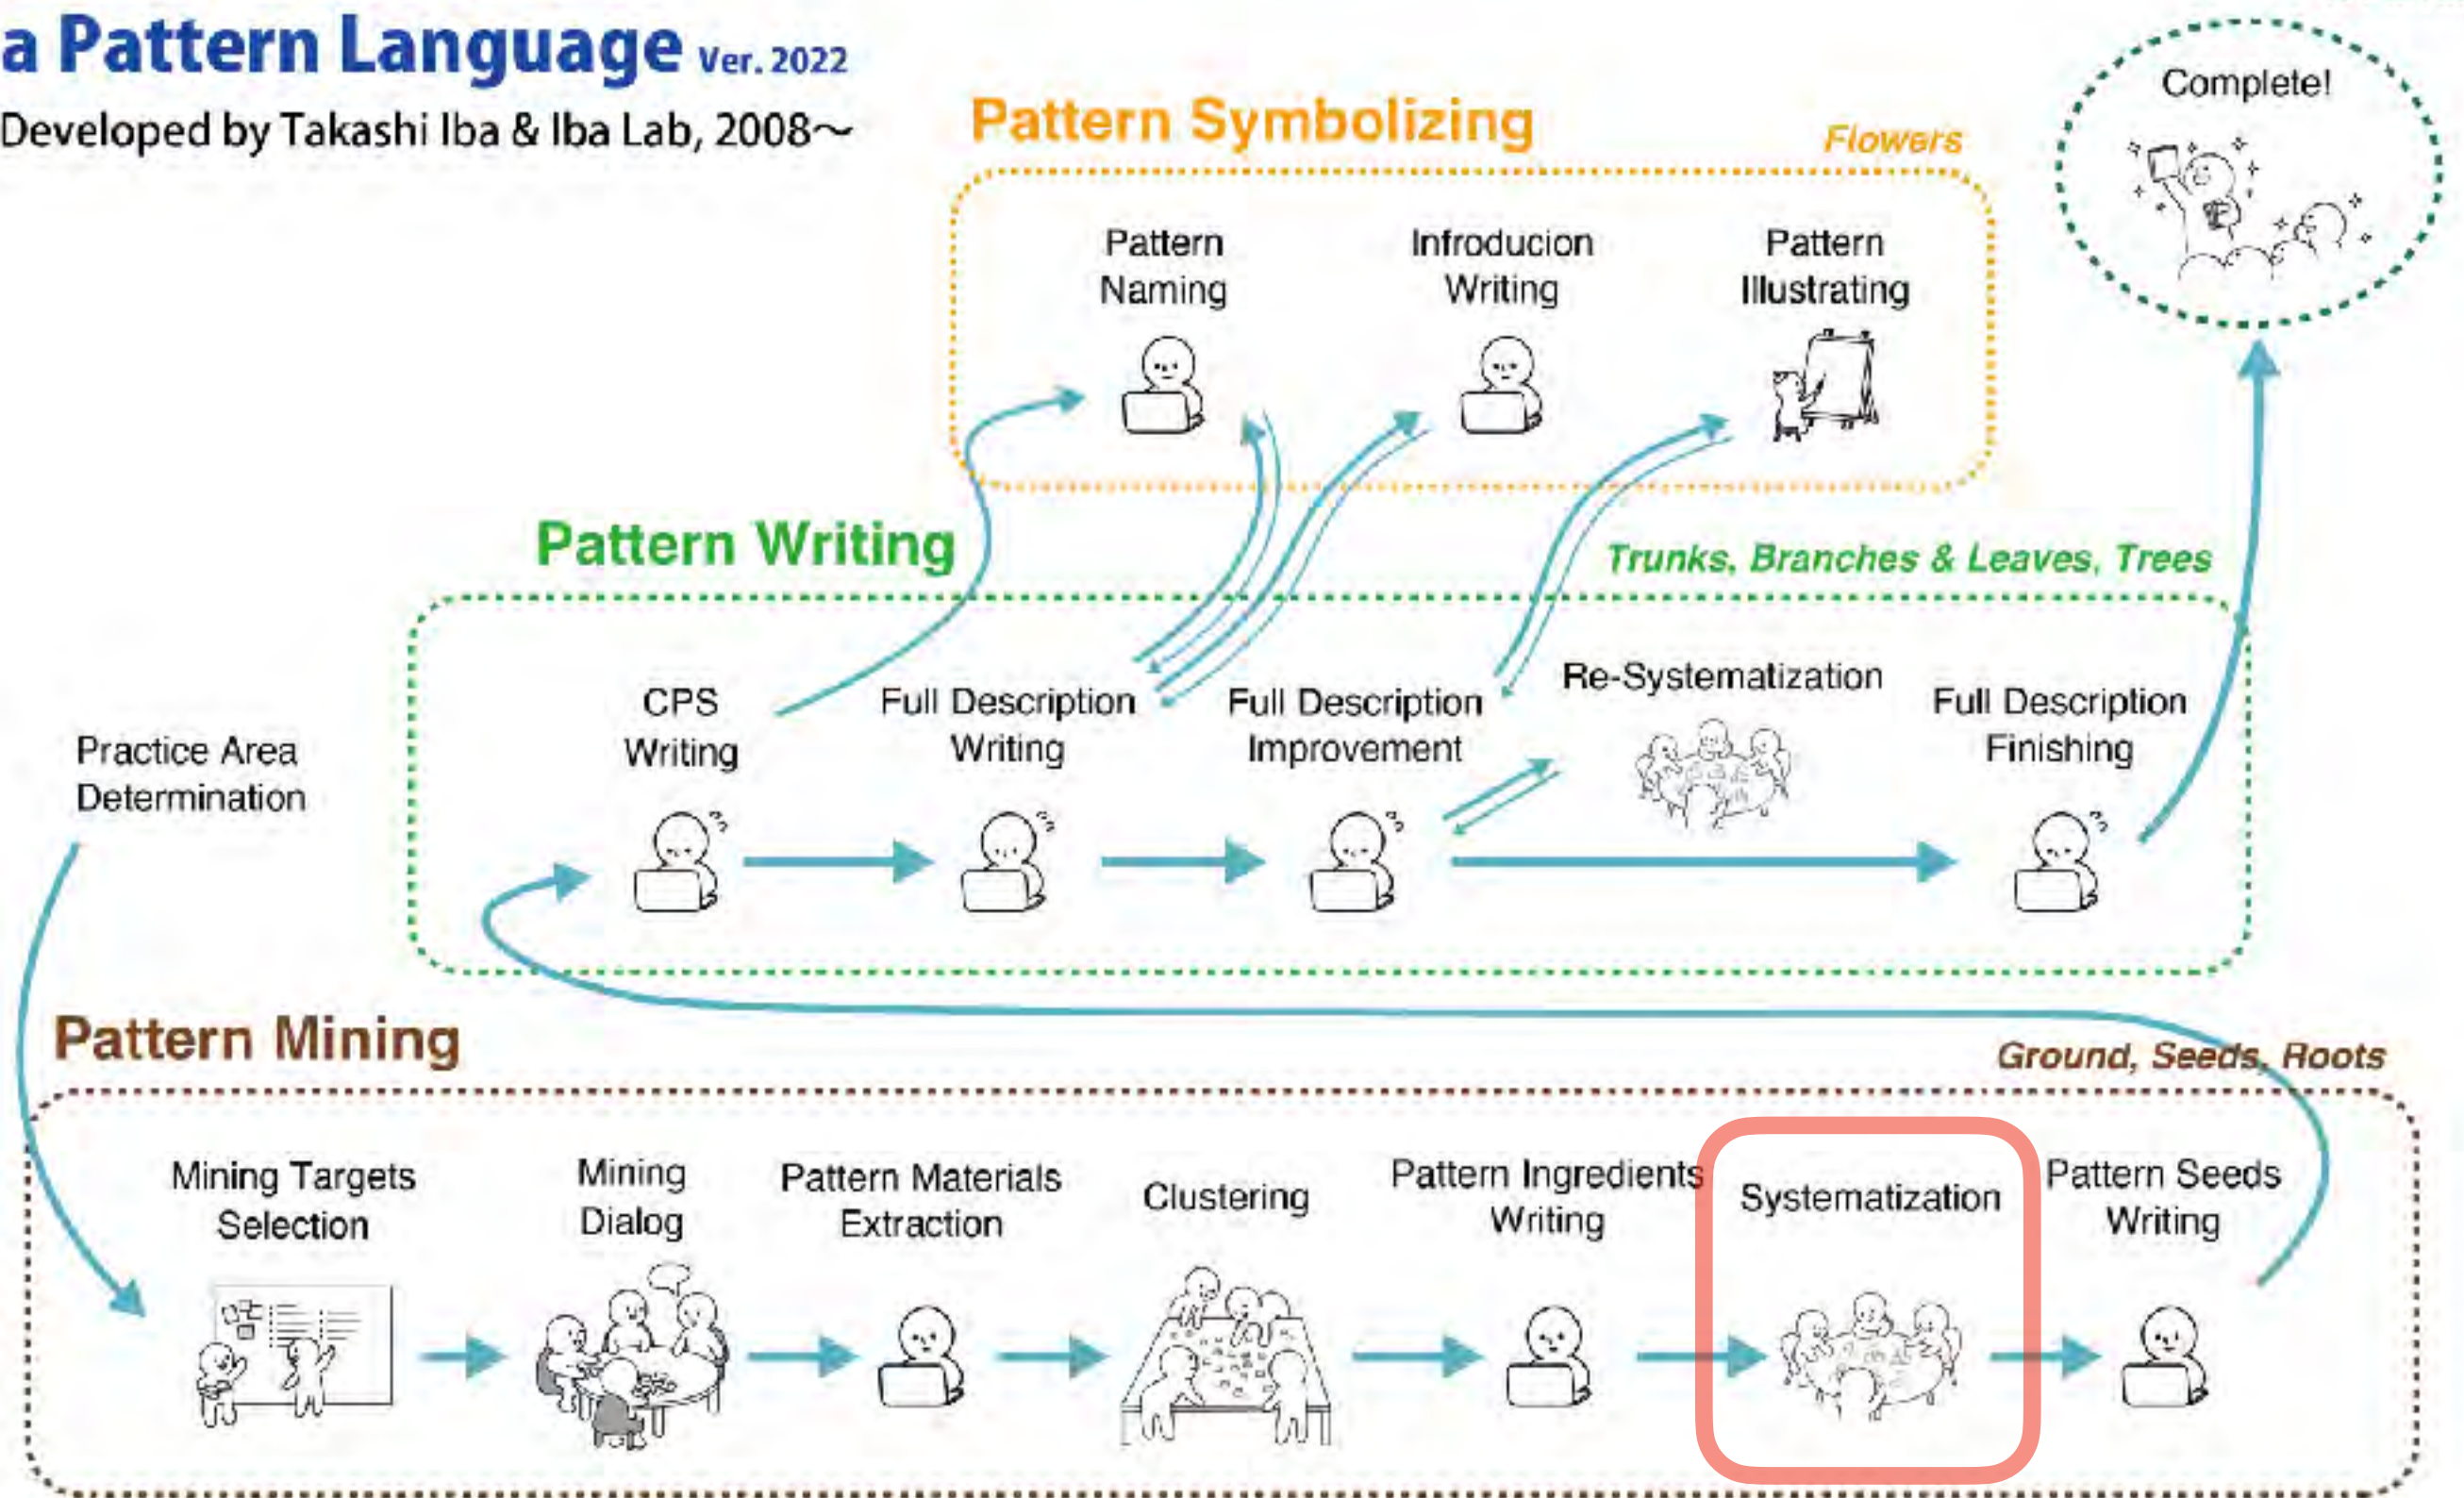 a Pattern Language Ver. 2022
Developed by Takashi Iba & Iba Lab, 2008～
Complete!
Pattern Symbolizing
Flowers
Pattern
Naming
Infroducion
Writing
Pattern
Illustrating
Pattern Writing
Trunks, Branches & Leaves, Trees
CPS
Writing
Full Description
Writing
Full Description
Improvement
Re-Systematization
Full Description
Finishing
Practice Area
Determination
Pattern Mining
Ground, Seeds, Roots
Mining Targets
Selection
Mining
Dialog
Pattern Materials
Extraction
Clustering
Pattern Ingredients
Writing
Systematization
Pattern Seeds
Writing